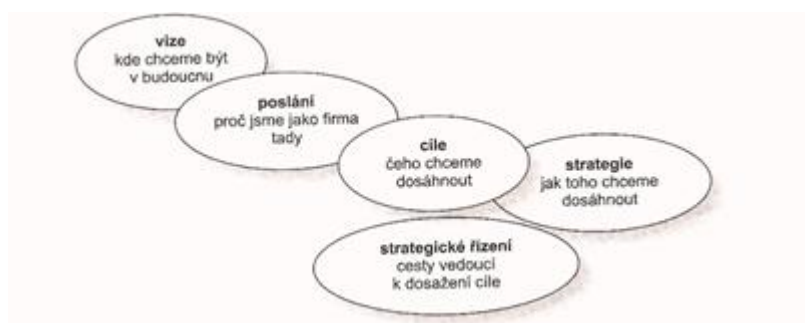 vize
kde chceme být
v budoucnu
poslání
proč jsme jako firma
tady
cíle
čeho chceme
dosáhnout
strategie
jak toho chceme
dosáhnout
strategické řízení
cesty vedoucí
k dosažení cíle